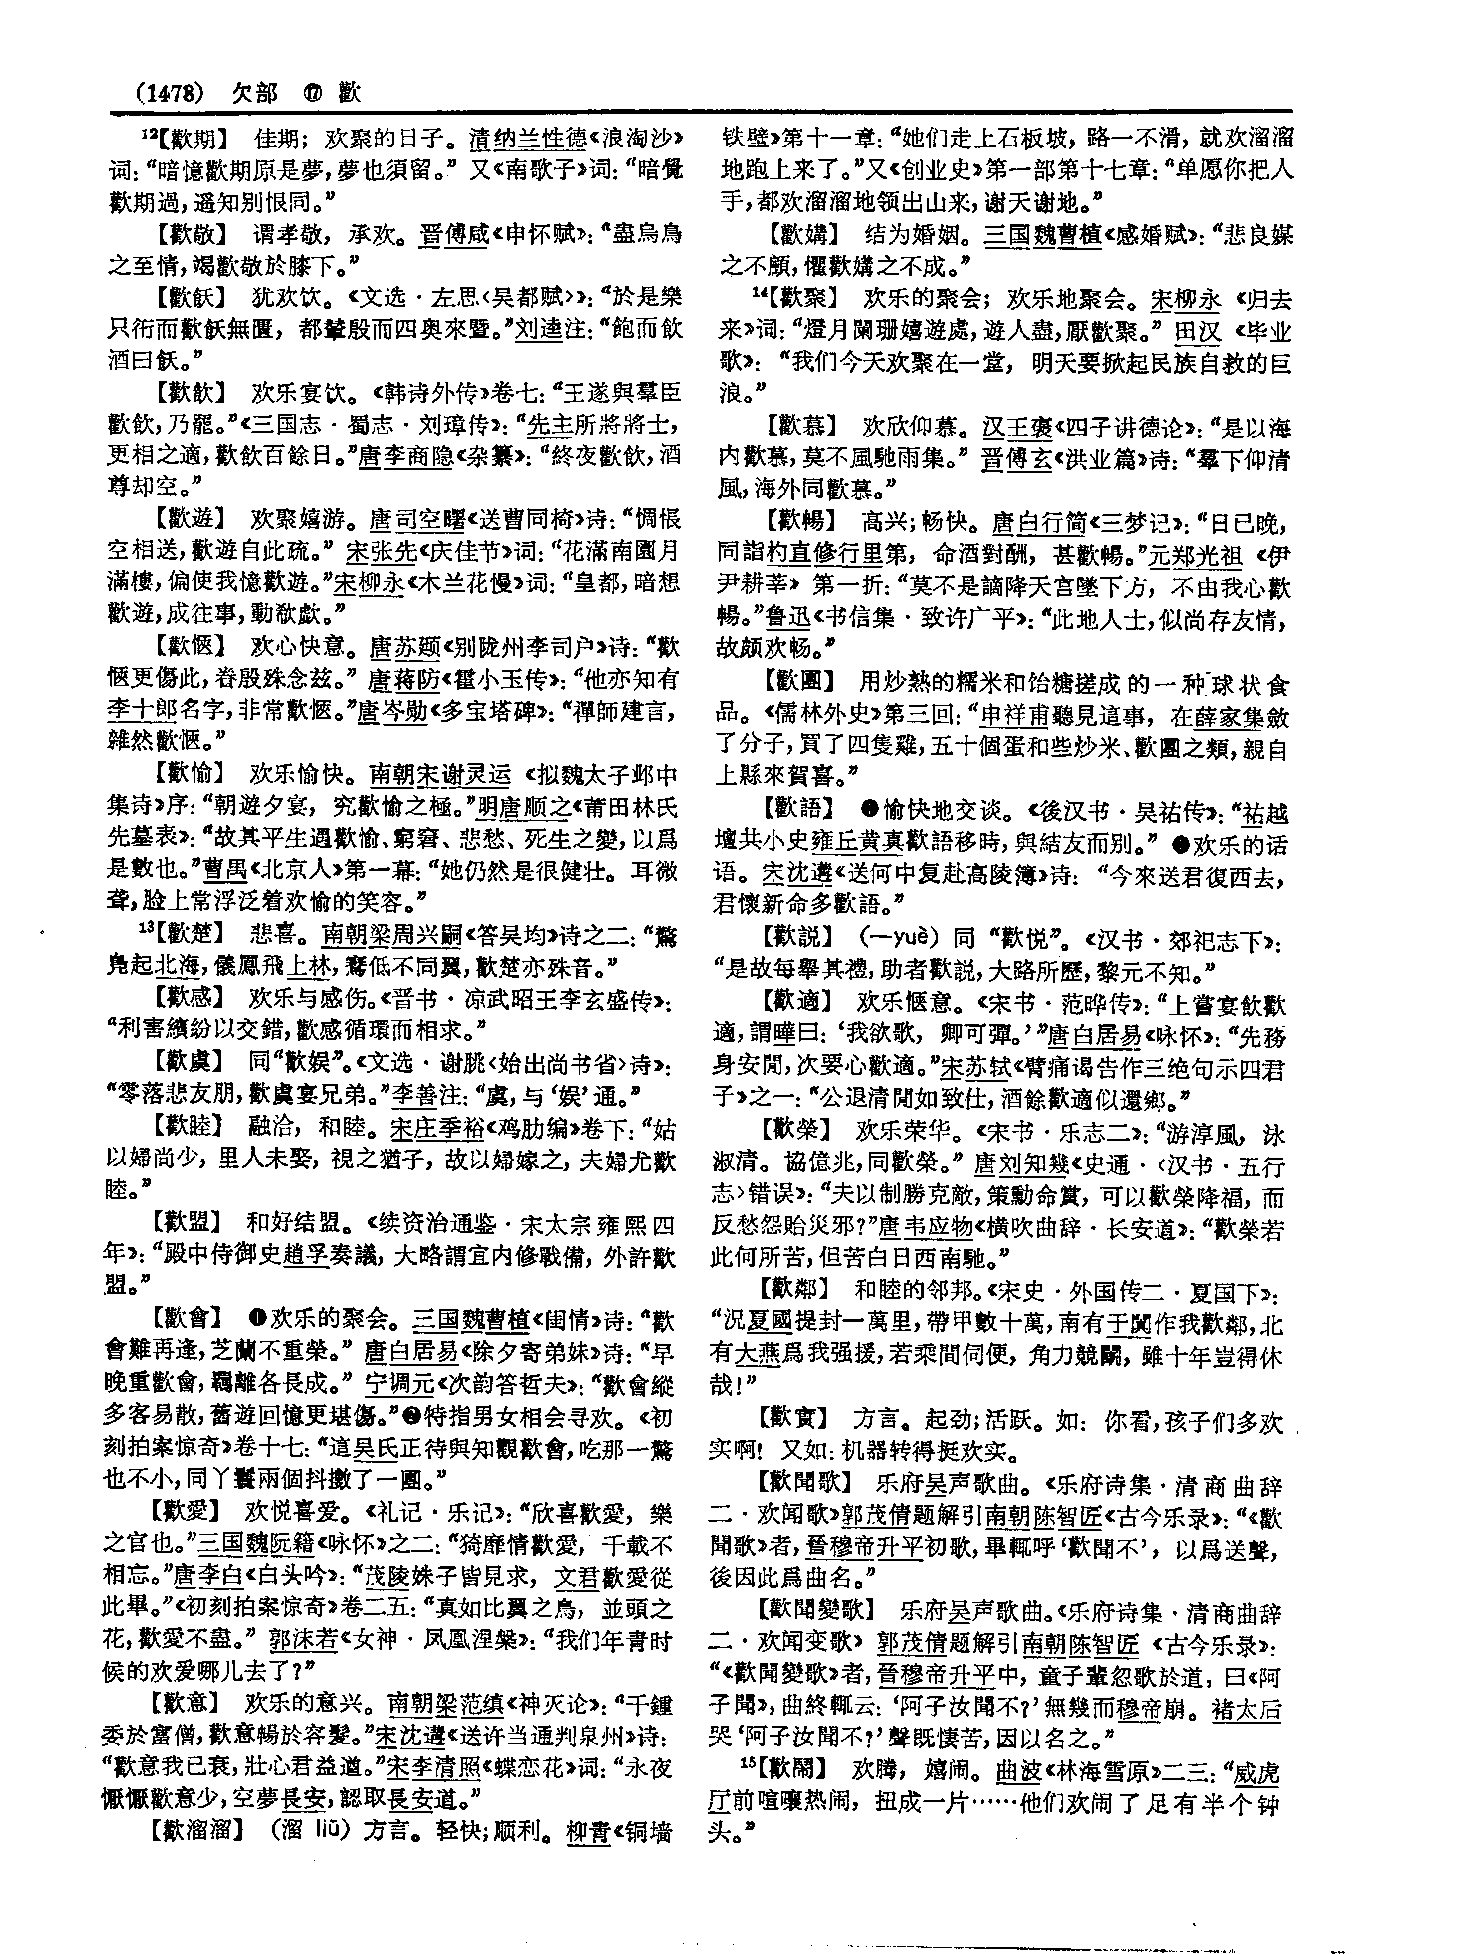 (1478) 欠部 ⑰ 歡
¹²【歡期】 佳期；欢聚的日子。清纳兰性德《浪淘沙》
词：“暗憶歡期原是夢，夢也須留。”又《南歌子》词：“暗覺
歡期過，遥知别恨同。”
【歡敬】 谓孝敬，承欢。晋傅咸《申怀赋》：“盡烏鳥
之至情，竭歡敬於膝下。”
【歡飫】 犹欢饮。《文选·左思〈吴都赋〉》：“於是樂
只衎而歡飫無匱，都輦殷而四奥來暨。”刘逵注：“飽而飲
酒曰飫。”
【歡飲】 欢乐宴饮。《韩诗外传》卷七：“王遂與羣臣
歡飲，乃罷。”《三国志·蜀志·刘璋传》：“先主所將將士，
更相之適，歡飲百餘日。”唐李商隐《杂纂》：“終夜歡飲，酒
尊却空。”
【歡遊】 欢聚嬉游。唐司空曙《送曹同椅》诗：“惆悵
空相送，歡遊自此疏。”宋张先《庆佳节》词：“花滿南園月
滿樓，偏使我憶歡遊。”宋柳永《木兰花慢》词：“皇都，暗想
歡遊，成往事，動欷歔。”
【歡愜】 欢心快意。唐苏颋《别陇州李司户》诗：“歡
愜更傷此，眷殷殊念兹。”唐蒋防《霍小玉传》：“他亦知有
李十郎名字，非常歡愜。”唐岑勋《多宝塔碑》：“禪師建言，
雜然歡愜。”
【歡愉】 欢乐愉快。南朝宋谢灵运《拟魏太子邺中
集诗》序：“朝遊夕宴，究歡愉之極。”明唐顺之《莆田林氏
先墓表》：“故其平生遇歡愉、窮窘、悲愁、死生之變，以爲
是數也。”曹禺《北京人》第一幕：“她仍然是很健壮。耳微
聋，脸上常浮泛着欢愉的笑容。”
¹³【歡楚】 悲喜。南朝梁周兴嗣《答吴均》诗之二：“驚
凫起北海，儀鳳飛上林，騫低不同翼，歡楚亦殊音。”
【歡感】 欢乐与感伤。《晋书·凉武昭王李玄盛传》：
“利害繽紛以交錯，歡感循環而相求。”
【歡虞】 同“歡娱”。《文选·谢朓〈始出尚书省〉诗》：
“零落悲友朋，歡虞宴兄弟。”李善注：“虞，与‘娱’通。”
【歡睦】 融洽，和睦。宋庄季裕《鸡肋编》卷下：“姑
以婦尚少，里人未娶，視之猶子，故以婦嫁之，夫婦尤歡
睦。”
【歡盟】 和好结盟。《续资治通鉴·宋太宗雍熙四
年》：“殿中侍御史趙孚奏議，大略謂宜内修戰備，外許歡
盟。”
【歡會】 ❶欢乐的聚会。三国魏曹植《闺情》诗：“歡
會難再逢，芝蘭不重榮。”唐白居易《除夕寄弟妹》诗：“早
晚重歡會，羈離各長成。”宁调元《次韵答哲夫》：“歡會縱
多客易散，舊遊回憶更堪傷。”❷特指男女相会寻欢。《初
刻拍案惊奇》卷十七：“這吴氏正待與知觀歡會，吃那一驚
也不小，同丫鬟兩個抖擻了一團。”
【歡愛】 欢悦喜爱。《礼记·乐记》：“欣喜歡愛，樂
之官也。”三国魏阮籍《咏怀》之二：“猗靡情歡愛，千載不
相忘。”唐李白《白头吟》：“茂陵姝子皆見求，文君歡愛從
此畢。”《初刻拍案惊奇》卷二五：“真如比翼之鳥，並頭之
花，歡愛不盡。”郭沫若《女神·凤凰涅槃》：“我们年青时
候的欢爱哪儿去了？”
【歡意】 欢乐的意兴。南朝梁范缜《神灭论》：“千鍾
委於富僧，歡意暢於容髮。”宋沈遘《送许当通判泉州》诗：
“歡意我已衰，壯心君益遒。”宋李清照《蝶恋花》词：“永夜
懨懨歡意少，空夢長安，認取長安道。”
【歡溜溜】（溜 liū）方言。轻快；顺利。柳青《铜墙
铁壁》第十一章：“她们走上石板坡，路一不滑，就欢溜溜
地跑上来了。”又《创业史》第一部第十七章：“单愿你把人
手，都欢溜溜地领出山来，谢天谢地。”
【歡媾】 结为婚姻。三国魏曹植《感婚赋》：“悲良媒
之不顧，懼歡媾之不成。”
¹⁴【歡聚】 欢乐的聚会；欢乐地聚会。宋柳永《归去
来》词：“燈月闌珊嬉遊處，遊人盡，厭歡聚。”田汉《毕业
歌》：“我们今天欢聚在一堂，明天要掀起民族自救的巨
浪。”
【歡慕】 欢欣仰慕。汉王褒《四子讲德论》：“是以海
内歡慕，莫不風馳雨集。”晋傅玄《洪业篇》诗：“羣下仰清
風，海外同歡慕。”
【歡暢】 高兴；畅快。唐白行简《三梦记》：“日已晚，
同詣杓直修行里第，命酒對酬，甚歡暢。”元郑光祖《伊
尹耕莘》第一折：“莫不是謫降天宫墜下方，不由我心歡
暢。”鲁迅《书信集·致许广平》：“此地人士，似尚存友情，
故颇欢畅。”
【歡團】 用炒熟的糯米和饴糖搓成的一种球状食
品。《儒林外史》第三回：“申祥甫聽見這事，在薛家集斂
了分子，買了四隻雞，五十個蛋和些炒米、歡團之類，親自
上縣來賀喜。”
【歡語】 ❶愉快地交谈。《後汉书·吴祐传》：“祐越
壇共小史雍丘黄真歡語移時，與結友而别。”❷欢乐的话
语。宋沈遘《送何中复赴高陵簿》诗：“今來送君復西去，
君懷新命多歡語。”
【歡説】（—yuè）同“歡悦”。《汉书·郊祀志下》：
“是故每舉其禮，助者歡説，大路所歷，黎元不知。”
【歡適】 欢乐惬意。《宋书·范晔传》：“上嘗宴飲歡
適，謂曄曰：‘我欲歌，卿可彈。’”唐白居易《咏怀》：“先務
身安閒，次要心歡適。”宋苏轼《臂痛谒告作三绝句示四君
子》之一：“公退清閒如致仕，酒餘歡適似還鄉。”
【歡榮】 欢乐荣华。《宋书·乐志二》：“游淳風，泳
淑清。協億兆，同歡榮。”唐刘知幾《史通·〈汉书·五行
志〉错误》：“夫以制勝克敵，策勳命賞，可以歡榮降福，而
反愁怨貽災邪？”唐韦应物《横吹曲辞·长安道》：“歡榮若
此何所苦，但苦白日西南馳。”
【歡鄰】 和睦的邻邦。《宋史·外国传二·夏国下》：
“況夏國提封一萬里，帶甲數十萬，南有于闐作我歡鄰，北
有大燕爲我强援，若乘間伺便，角力競鬭，雖十年豈得休
哉！”
【歡實】 方言。起劲；活跃。如：你看，孩子们多欢
实啊！又如：机器转得挺欢实。
【歡聞歌】 乐府吴声歌曲。《乐府诗集·清商曲辞
二·欢闻歌》郭茂倩题解引南朝陈智匠《古今乐录》：“《歡
聞歌》者，晉穆帝升平初歌，畢輒呼‘歡聞不’，以爲送聲，
後因此爲曲名。”
【歡聞變歌】 乐府吴声歌曲。《乐府诗集·清商曲辞
二·欢闻变歌》郭茂倩题解引南朝陈智匠《古今乐录》：
“《歡聞變歌》者，晉穆帝升平中，童子輩忽歌於道，曰《阿
子聞》，曲終輒云：‘阿子汝聞不？’無幾而穆帝崩。褚太后
哭‘阿子汝聞不？’聲既悽苦，因以名之。”
¹⁵【歡鬧】 欢腾，嬉闹。曲波《林海雪原》二三：“威虎
厅前喧嚷热闹，扭成一片……他们欢闹了足有半个钟
头。”